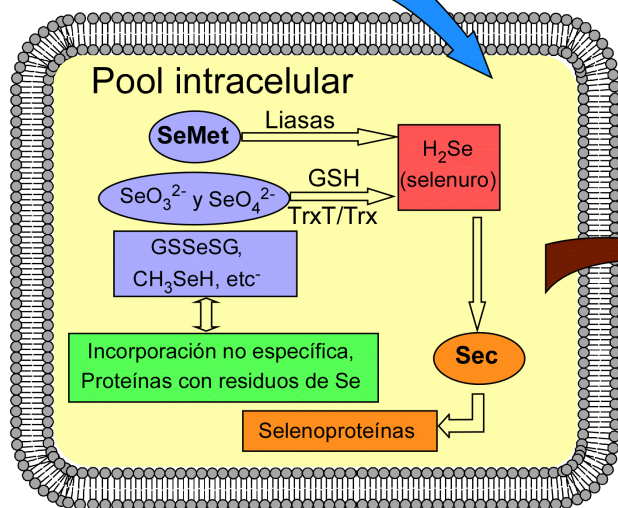 Pool intracelular
SeMet
Liasas
H₂Se
(selenuro)
SeO₃²⁻ y SeO₄²⁻
GSH
TrxT/Trx
GSSeSG,
CH₃SeH, etc⁻
Incorporación no específica,
Proteínas con residuos de Se
Sec
Selenoproteínas